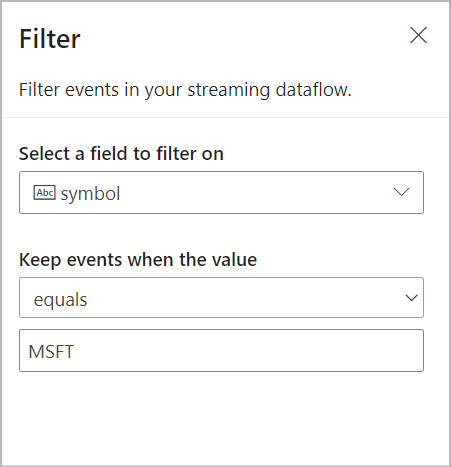 Filter
Filter events in your streaming dataflow.
Select a field to filter on
Abc symbol
Keep events when the value
equals
MSFT